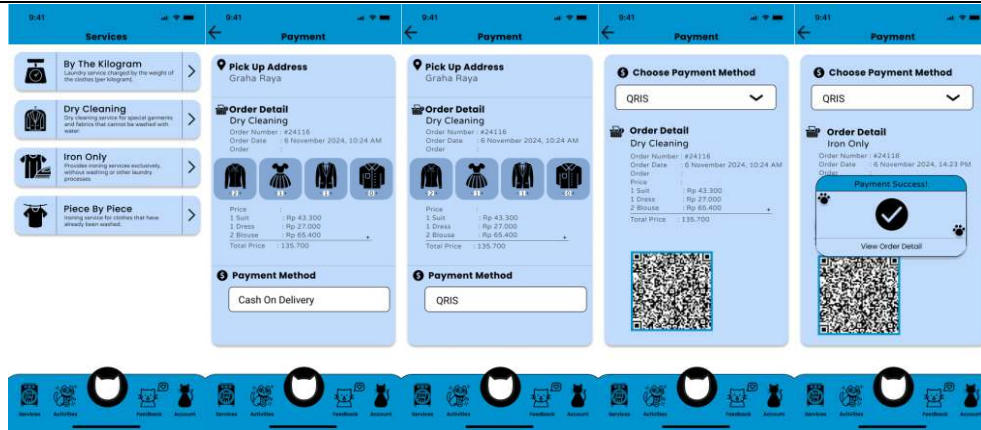 9:41
Services
By The Kilogram
Laundry service charged by the weight of
the clothes (per kilogram).
Dry Cleaning
Dry cleaning service for special garments
and fabrics that cannot be washed with
water.
Iron Only
Provides ironing services exclusively,
without washing or other laundry
processes
Piece By Piece
Ironing service for clothes that have
already been washed.
Services
Activities
Feedback
Account
9:41
Payment
Pick Up Address
Graha Raya
Order Detail
Dry Cleaning
Order Number : #24116
Order Date : 6 November 2024, 10:24 AM
Order :
Price :
1 Suit : Rp 43.300
1 Dress : Rp 27.000
2 Blouse : Rp 65.400
+
Total Price : 135.700
Payment Method
Cash On Delivery
Services
Activities
Feedback
Account
9:41
Payment
Pick Up Address
Graha Raya
Order Detail
Dry Cleaning
Order Number : #24116
Order Date : 6 November 2024, 10:24 AM
Order :
Price :
1 Suit : Rp 43.300
1 Dress : Rp 27.000
2 Blouse : Rp 65.400
+
Total Price : 135.700
Payment Method
QRIS
Services
Activities
Feedback
Account
9:41
Payment
Choose Payment Method
QRIS
Order Detail
Dry Cleaning
Order Number : #24116
Order Date : 6 November 2024, 10:24 AM
Order :
Price :
1 Suit : Rp 43.300
1 Dress : Rp 27.000
2 Blouse : Rp 65.400
+
Total Price : 135.700
Services
Activities
Feedback
Account
9:41
Payment
Choose Payment Method
QRIS
Order Detail
Iron Only
Order Number : #24118
Order Date : 6 November 2024, 14:23 PM
Order
Payment Success!
View Order Detail
Services
Activities
Feedback
Account